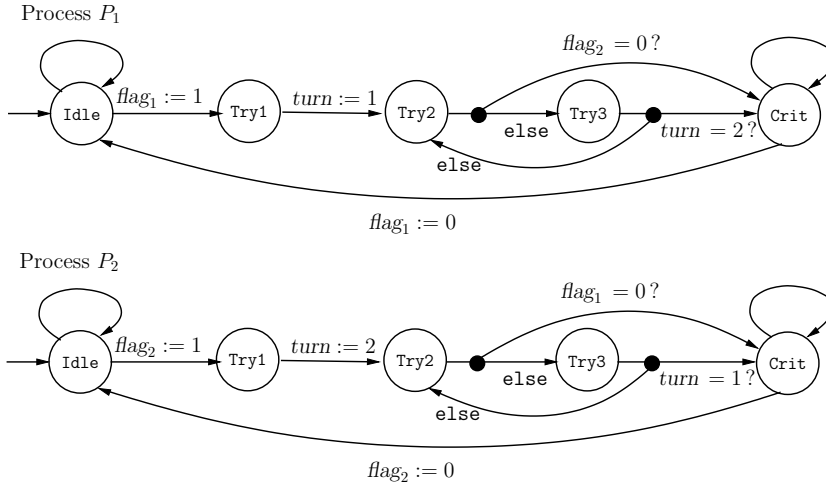 Process P₁
flag₂ = 0 ?
flag₁ := 1
turn := 1
Idle
Try1
Try2
Try3
Crit
else
turn = 2 ?
else
flag₁ := 0
Process P₂
flag₁ = 0 ?
flag₂ := 1
turn := 2
Idle
Try1
Try2
Try3
Crit
else
turn = 1 ?
else
flag₂ := 0